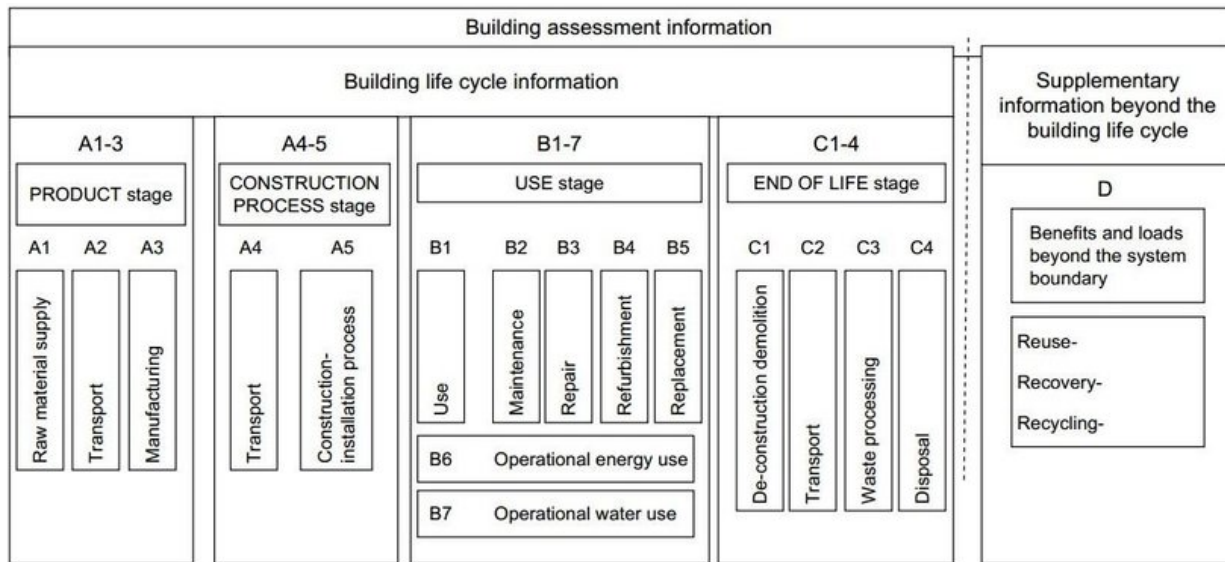 Building assessment information
Building life cycle information
Supplementary
information beyond the
building life cycle
A1-3
PRODUCT stage
A1
A2
A3
Raw material supply
Transport
Manufacturing
A4-5
CONSTRUCTION
PROCESS stage
A4
A5
Transport
Construction-
installation process
B1-7
USE stage
B1
B2
B3
B4
B5
Use
Maintenance
Repair
Refurbishment
Replacement
B6 Operational energy use
B7 Operational water use
C1-4
END OF LIFE stage
C1
C2
C3
C4
De-construction demolition
Transport
Waste processing
Disposal
D
Benefits and loads
beyond the system
boundary
Reuse-
Recovery-
Recycling-